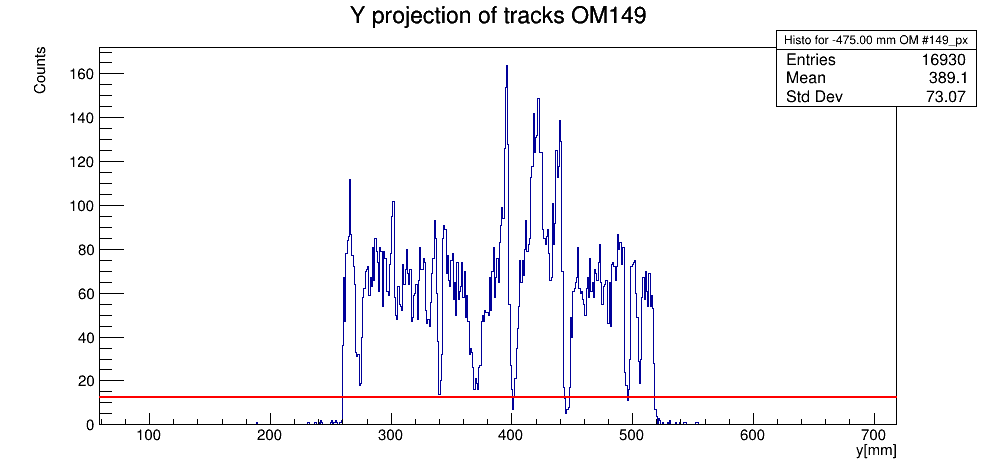 Y projection of tracks OM149
Histo for -475.00 mm OM #149_px
Entries 16930
Mean 389.1
Std Dev 73.07
Counts
160
140
120
100
80
60
40
20
0
100 200 300 400 500 600 700
y[mm]